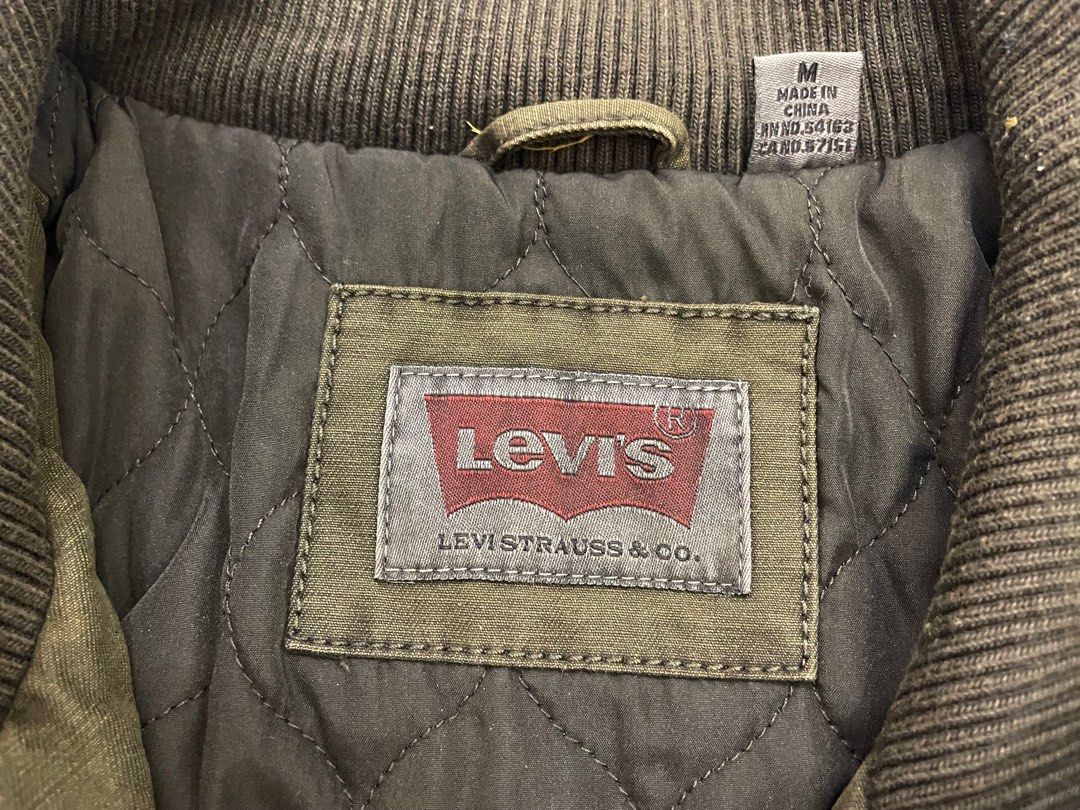 M
MADE IN
CHINA
RN NO.54163
CA NO.57151
LEVI'S ®
LEVI STRAUSS & CO.